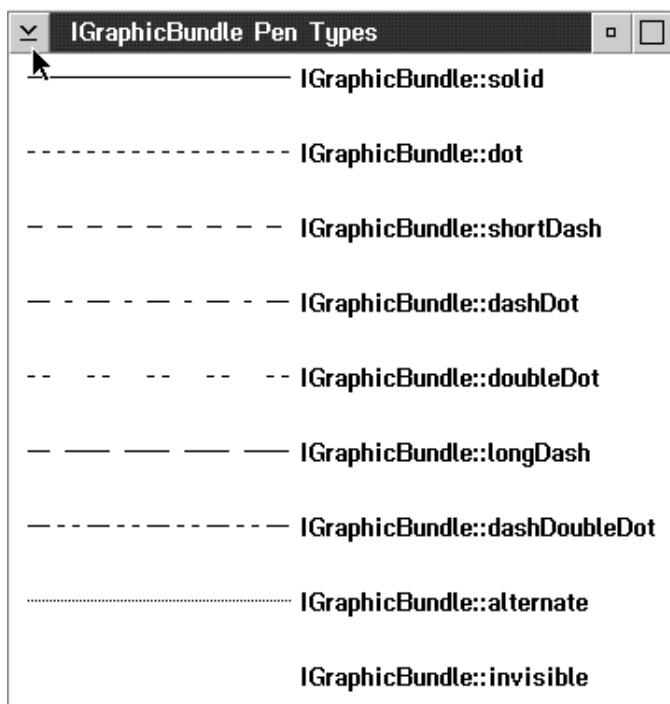 IGraphicBundle Pen Types
IGraphicBundle::solid
IGraphicBundle::dot
IGraphicBundle::shortDash
IGraphicBundle::dashDot
IGraphicBundle::doubleDot
IGraphicBundle::longDash
IGraphicBundle::dashDoubleDot
IGraphicBundle::alternate
IGraphicBundle::invisible